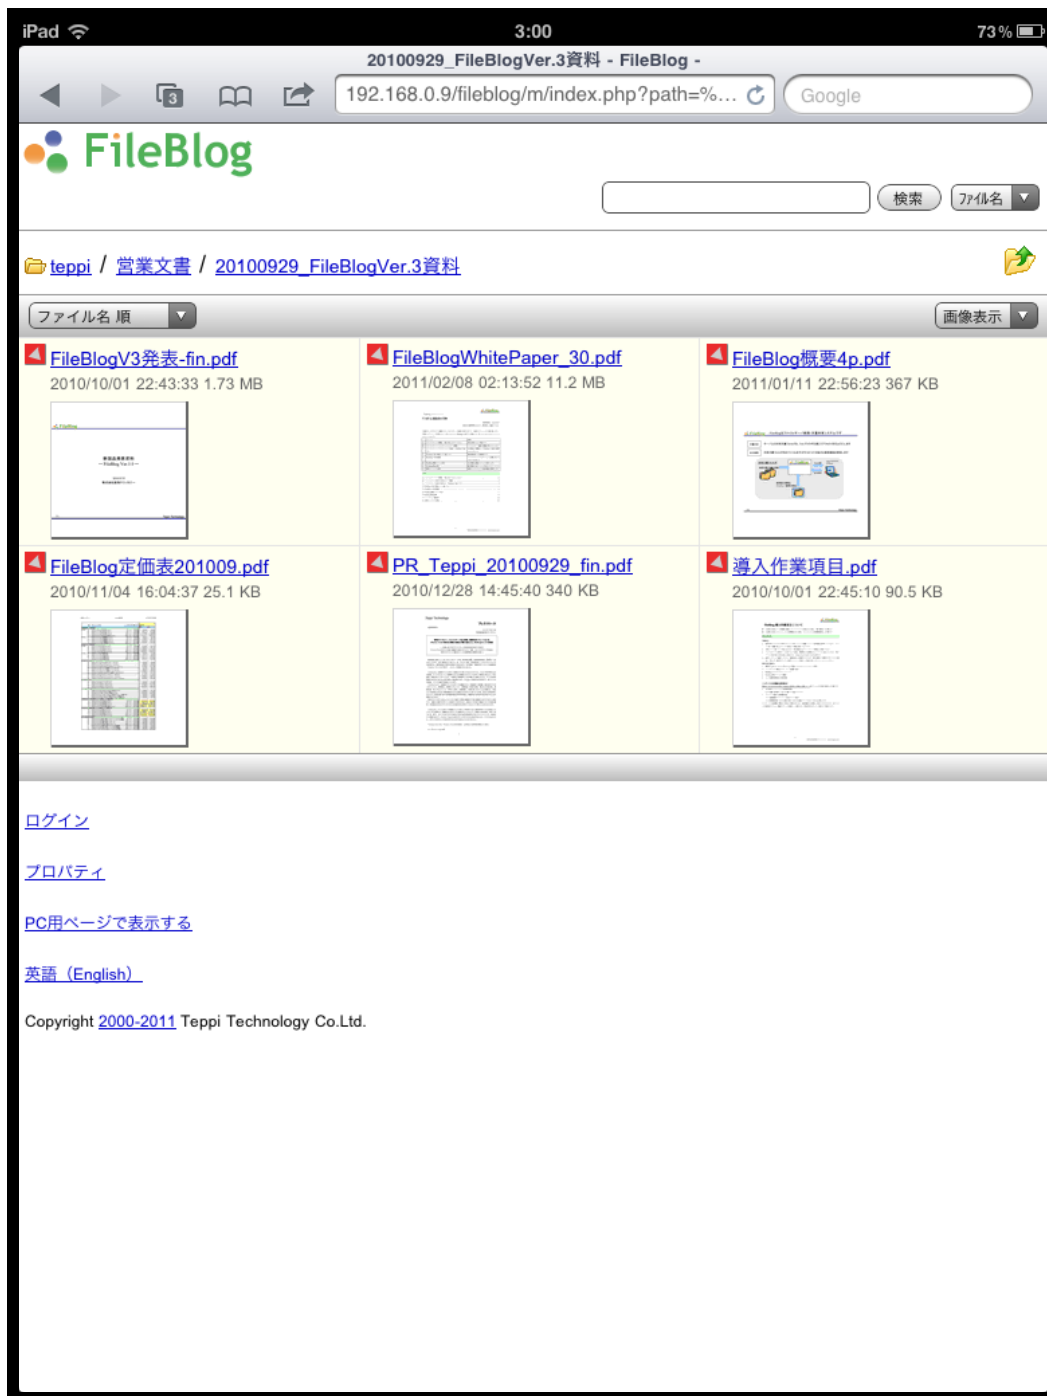 iPad 3:00 73%
20100929_FileBlogVer.3資料 - FileBlog -
3 192.168.0.9/fileblog/m/index.php?path=%... Google
FileBlog
検索 ファイル名
teppi / 営業文書 / 20100929_FileBlogVer.3資料
ファイル名 順 画像表示
FileBlogV3発表-fin.pdf
2010/10/01 22:43:33 1.73 MB
FileBlogWhitePaper_30.pdf
2011/02/08 02:13:52 11.2 MB
FileBlog概要4p.pdf
2011/01/11 22:56:23 367 KB
FileBlog定価表201009.pdf
2010/11/04 16:04:37 25.1 KB
PR_Teppi_20100929_fin.pdf
2010/12/28 14:45:40 340 KB
導入作業項目.pdf
2010/10/01 22:45:10 90.5 KB
ログイン
プロパティ
PC用ページで表示する
英語（English）
Copyright 2000-2011 Teppi Technology Co.Ltd.